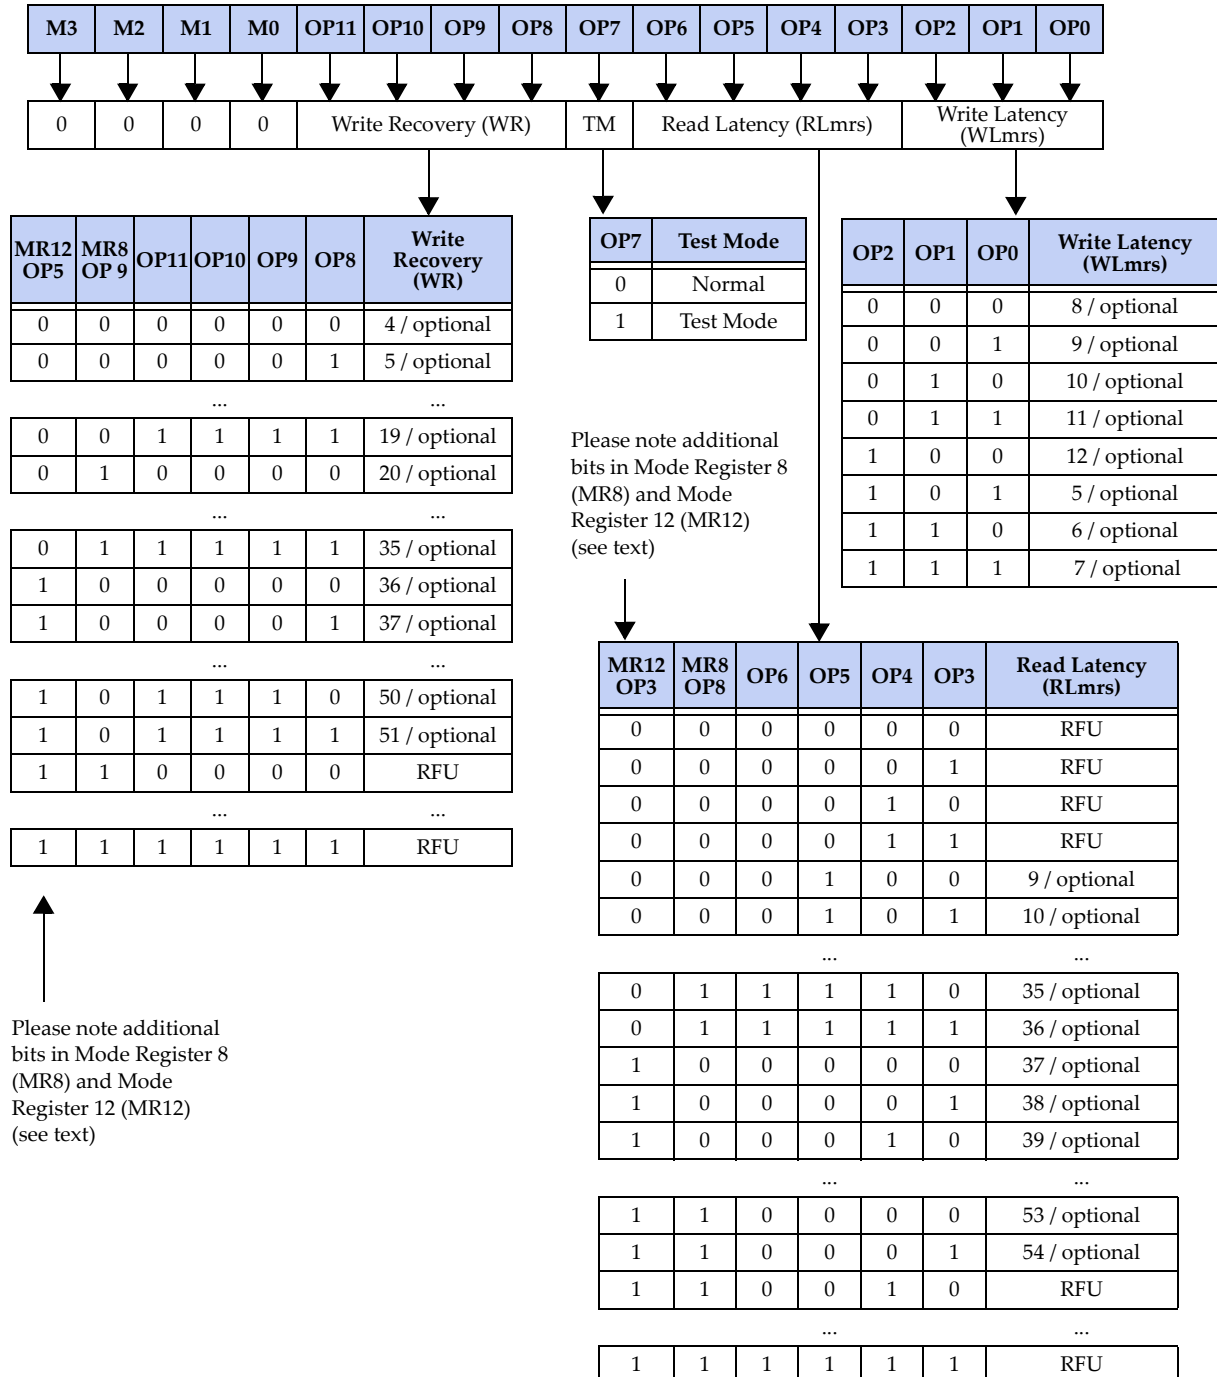 M3 M2 M1 M0 OP11 OP10 OP9 OP8 OP7 OP6 OP5 OP4 OP3 OP2 OP1 OP0
0 0 0 0 Write Recovery (WR) TM Read Latency (RLmrs) Write Latency
(WLmrs)
MR12 OP5 MR8 OP 9 OP11 OP10 OP9 OP8 Write Recovery (WR)
0 0 0 0 0 0 4 / optional
0 0 0 0 0 1 5 / optional
... ...
0 0 1 1 1 1 19 / optional
0 1 0 0 0 0 20 / optional
... ...
0 1 1 1 1 1 35 / optional
1 0 0 0 0 0 36 / optional
1 0 0 0 0 1 37 / optional
... ...
1 0 1 1 1 0 50 / optional
1 0 1 1 1 1 51 / optional
1 1 0 0 0 0 RFU
... ...
1 1 1 1 1 1 RFU
Please note additional
bits in Mode Register 8
(MR8) and Mode
Register 12 (MR12)
(see text)
OP7 Test Mode
0 Normal
1 Test Mode
Please note additional
bits in Mode Register 8
(MR8) and Mode
Register 12 (MR12)
(see text)
OP2 OP1 OP0 Write Latency (WLmrs)
0 0 0 8 / optional
0 0 1 9 / optional
0 1 0 10 / optional
0 1 1 11 / optional
1 0 0 12 / optional
1 0 1 5 / optional
1 1 0 6 / optional
1 1 1 7 / optional
MR12 OP3 MR8 OP8 OP6 OP5 OP4 OP3 Read Latency (RLmrs)
0 0 0 0 0 0 RFU
0 0 0 0 0 1 RFU
0 0 0 0 1 0 RFU
0 0 0 0 1 1 RFU
0 0 0 1 0 0 9 / optional
0 0 0 1 0 1 10 / optional
... ...
0 1 1 1 1 0 35 / optional
0 1 1 1 1 1 36 / optional
1 0 0 0 0 0 37 / optional
1 0 0 0 0 1 38 / optional
1 0 0 0 1 0 39 / optional
... ...
1 1 0 0 0 0 53 / optional
1 1 0 0 0 1 54 / optional
1 1 0 0 1 0 RFU
... ...
1 1 1 1 1 1 RFU